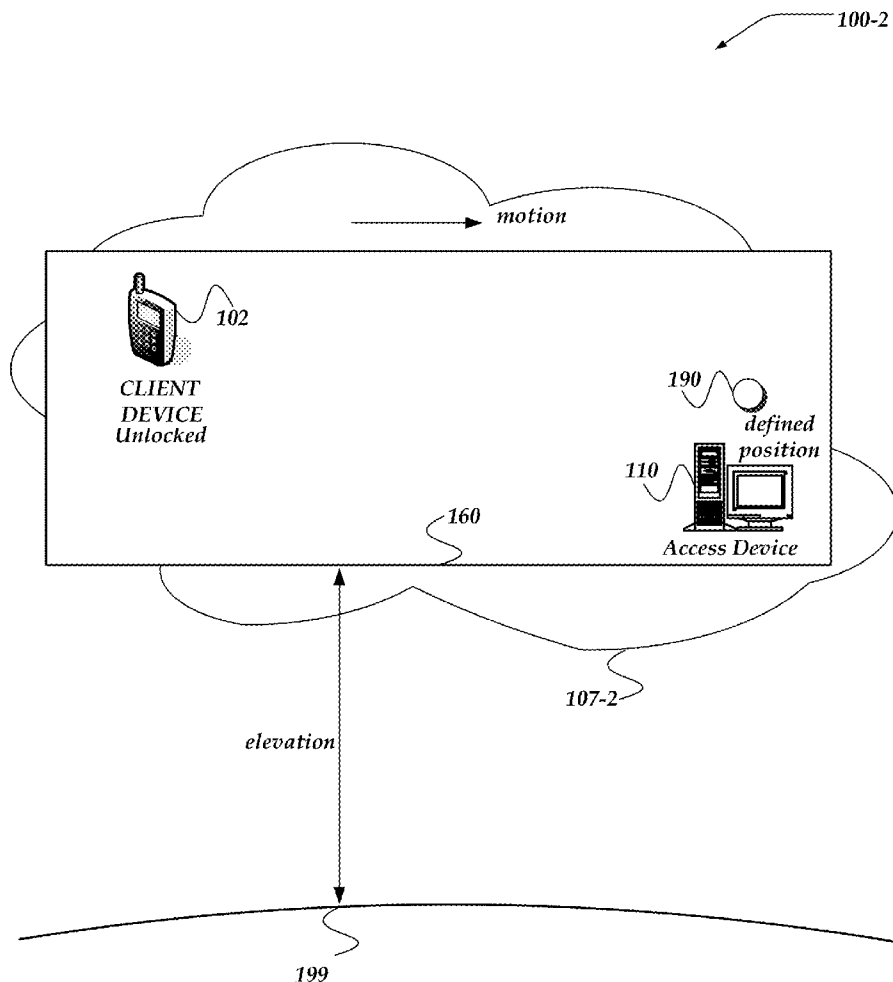 100-2
motion
102
CLIENT
DEVICE
Unlocked
190
defined
position
110
160
Access Device
107-2
elevation
199